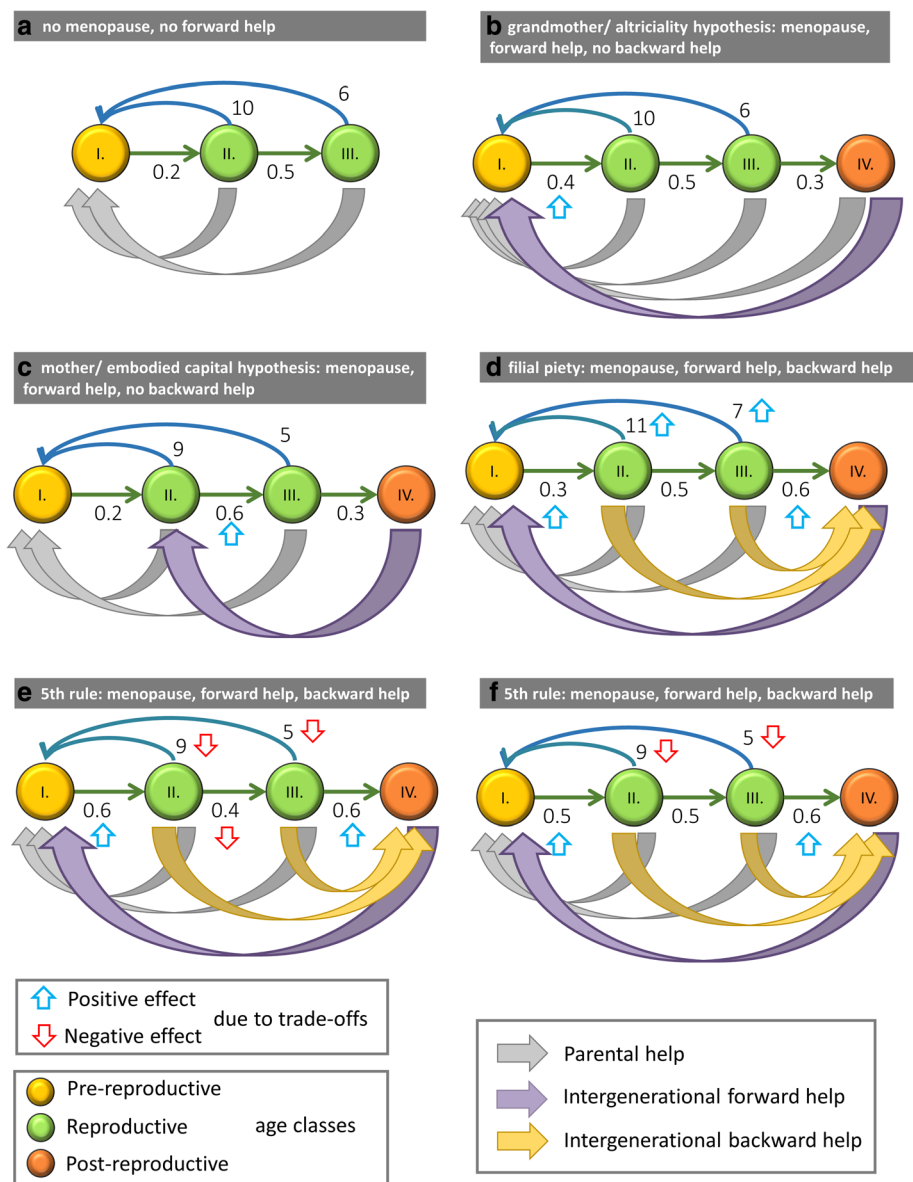 a no menopause, no forward help
6
10
I.
II.
III.
0.2
0.5
b grandmother/ altriciality hypothesis: menopause,
forward help, no backward help
10
6
I.
II.
III.
IV.
0.4
0.5
0.3
c mother/ embodied capital hypothesis: menopause,
forward help, no backward help
9
5
I.
II.
III.
IV.
0.2
0.6
0.3
d filial piety: menopause, forward help, backward help
11
7
I.
II.
III.
IV.
0.3
0.5
0.6
e 5th rule: menopause, forward help, backward help
9
5
I.
II.
III.
IV.
0.6
0.4
0.6
f 5th rule: menopause, forward help, backward help
9
5
I.
II.
III.
IV.
0.5
0.5
0.6
Positive effect
Negative effect
due to trade-offs
Pre-reproductive
Reproductive
Post-reproductive
age classes
Parental help
Intergenerational forward help
Intergenerational backward help